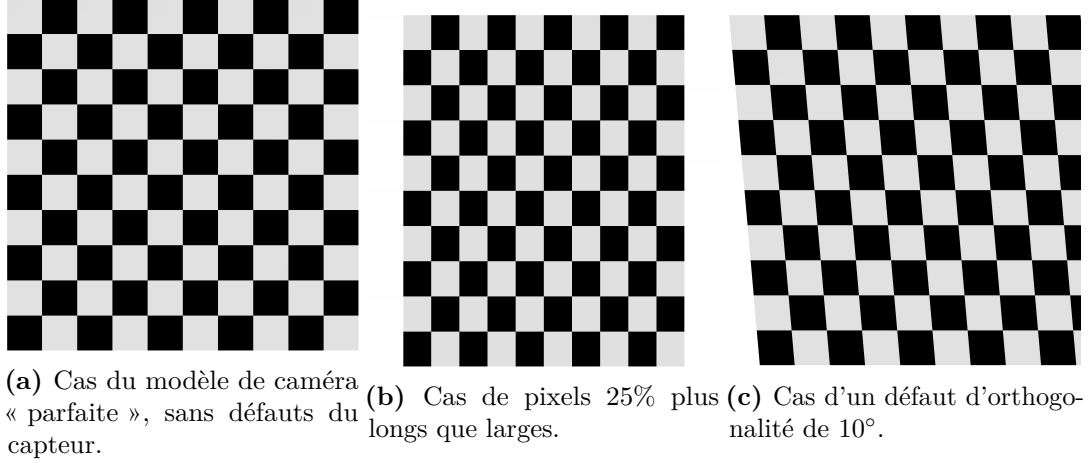 (a) Cas du modèle de caméra
« parfaite », sans défauts du
capteur.
(b) Cas de pixels 25% plus
longs que larges.
(c) Cas d'un défaut d'orthogo-
nalité de 10°.